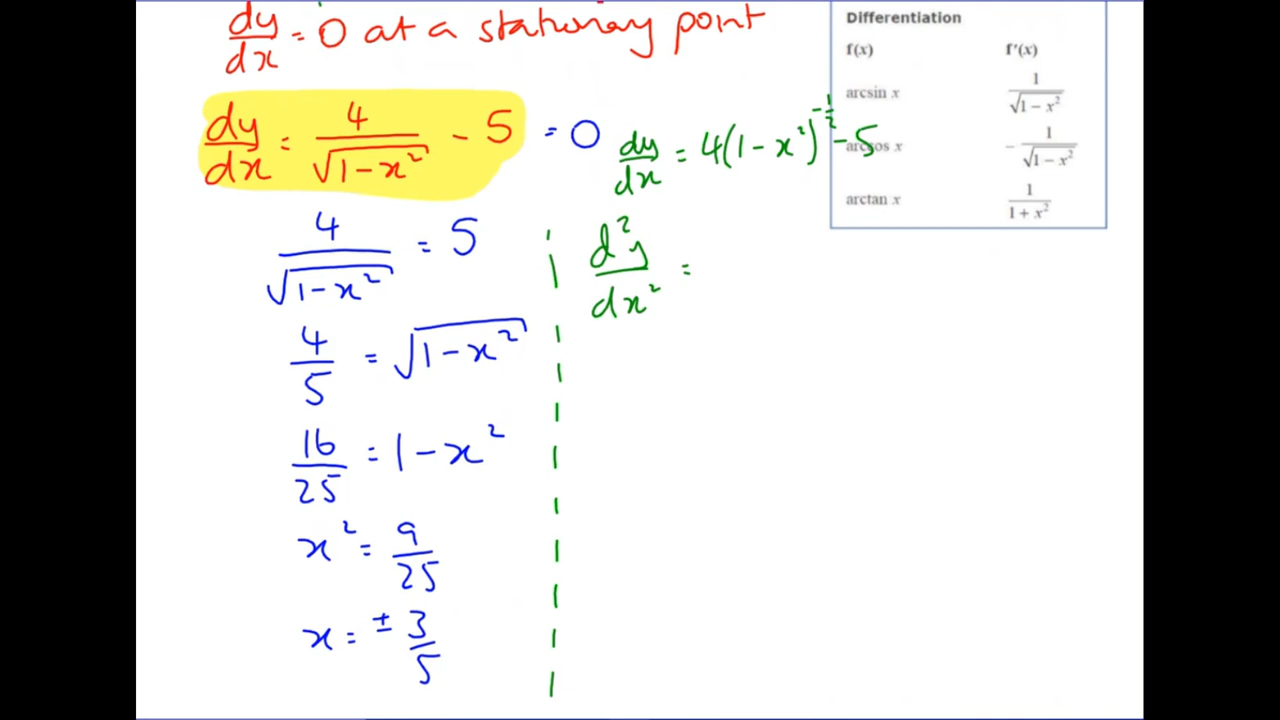 dy/dx = 0 at a stationary point
dy/dx = 4/√(1-x²) - 5 = 0
4/√(1-x²) = 5
4/5 = √(1-x²)
16/25 = 1-x²
x² = 9/25
x = ± 3/5
dy/dx = 4(1-x²)^(-1/2) - 5
d²y/dx² =
Differentiation
f(x) f'(x)
arcsin x 1/√(1-x²)
arccos x -1/√(1-x²)
arctan x 1/(1+x²)